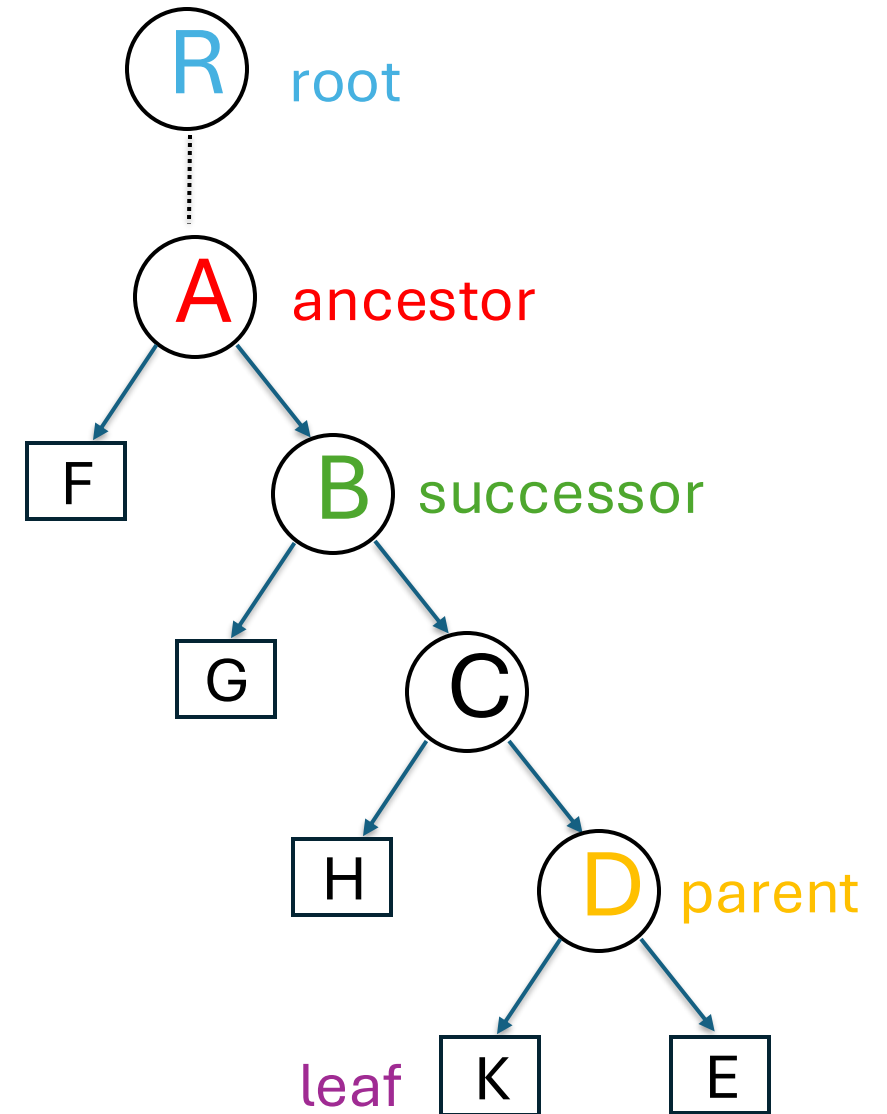 R root
A ancestor
F
B successor
G
C
H
D parent
leaf K E